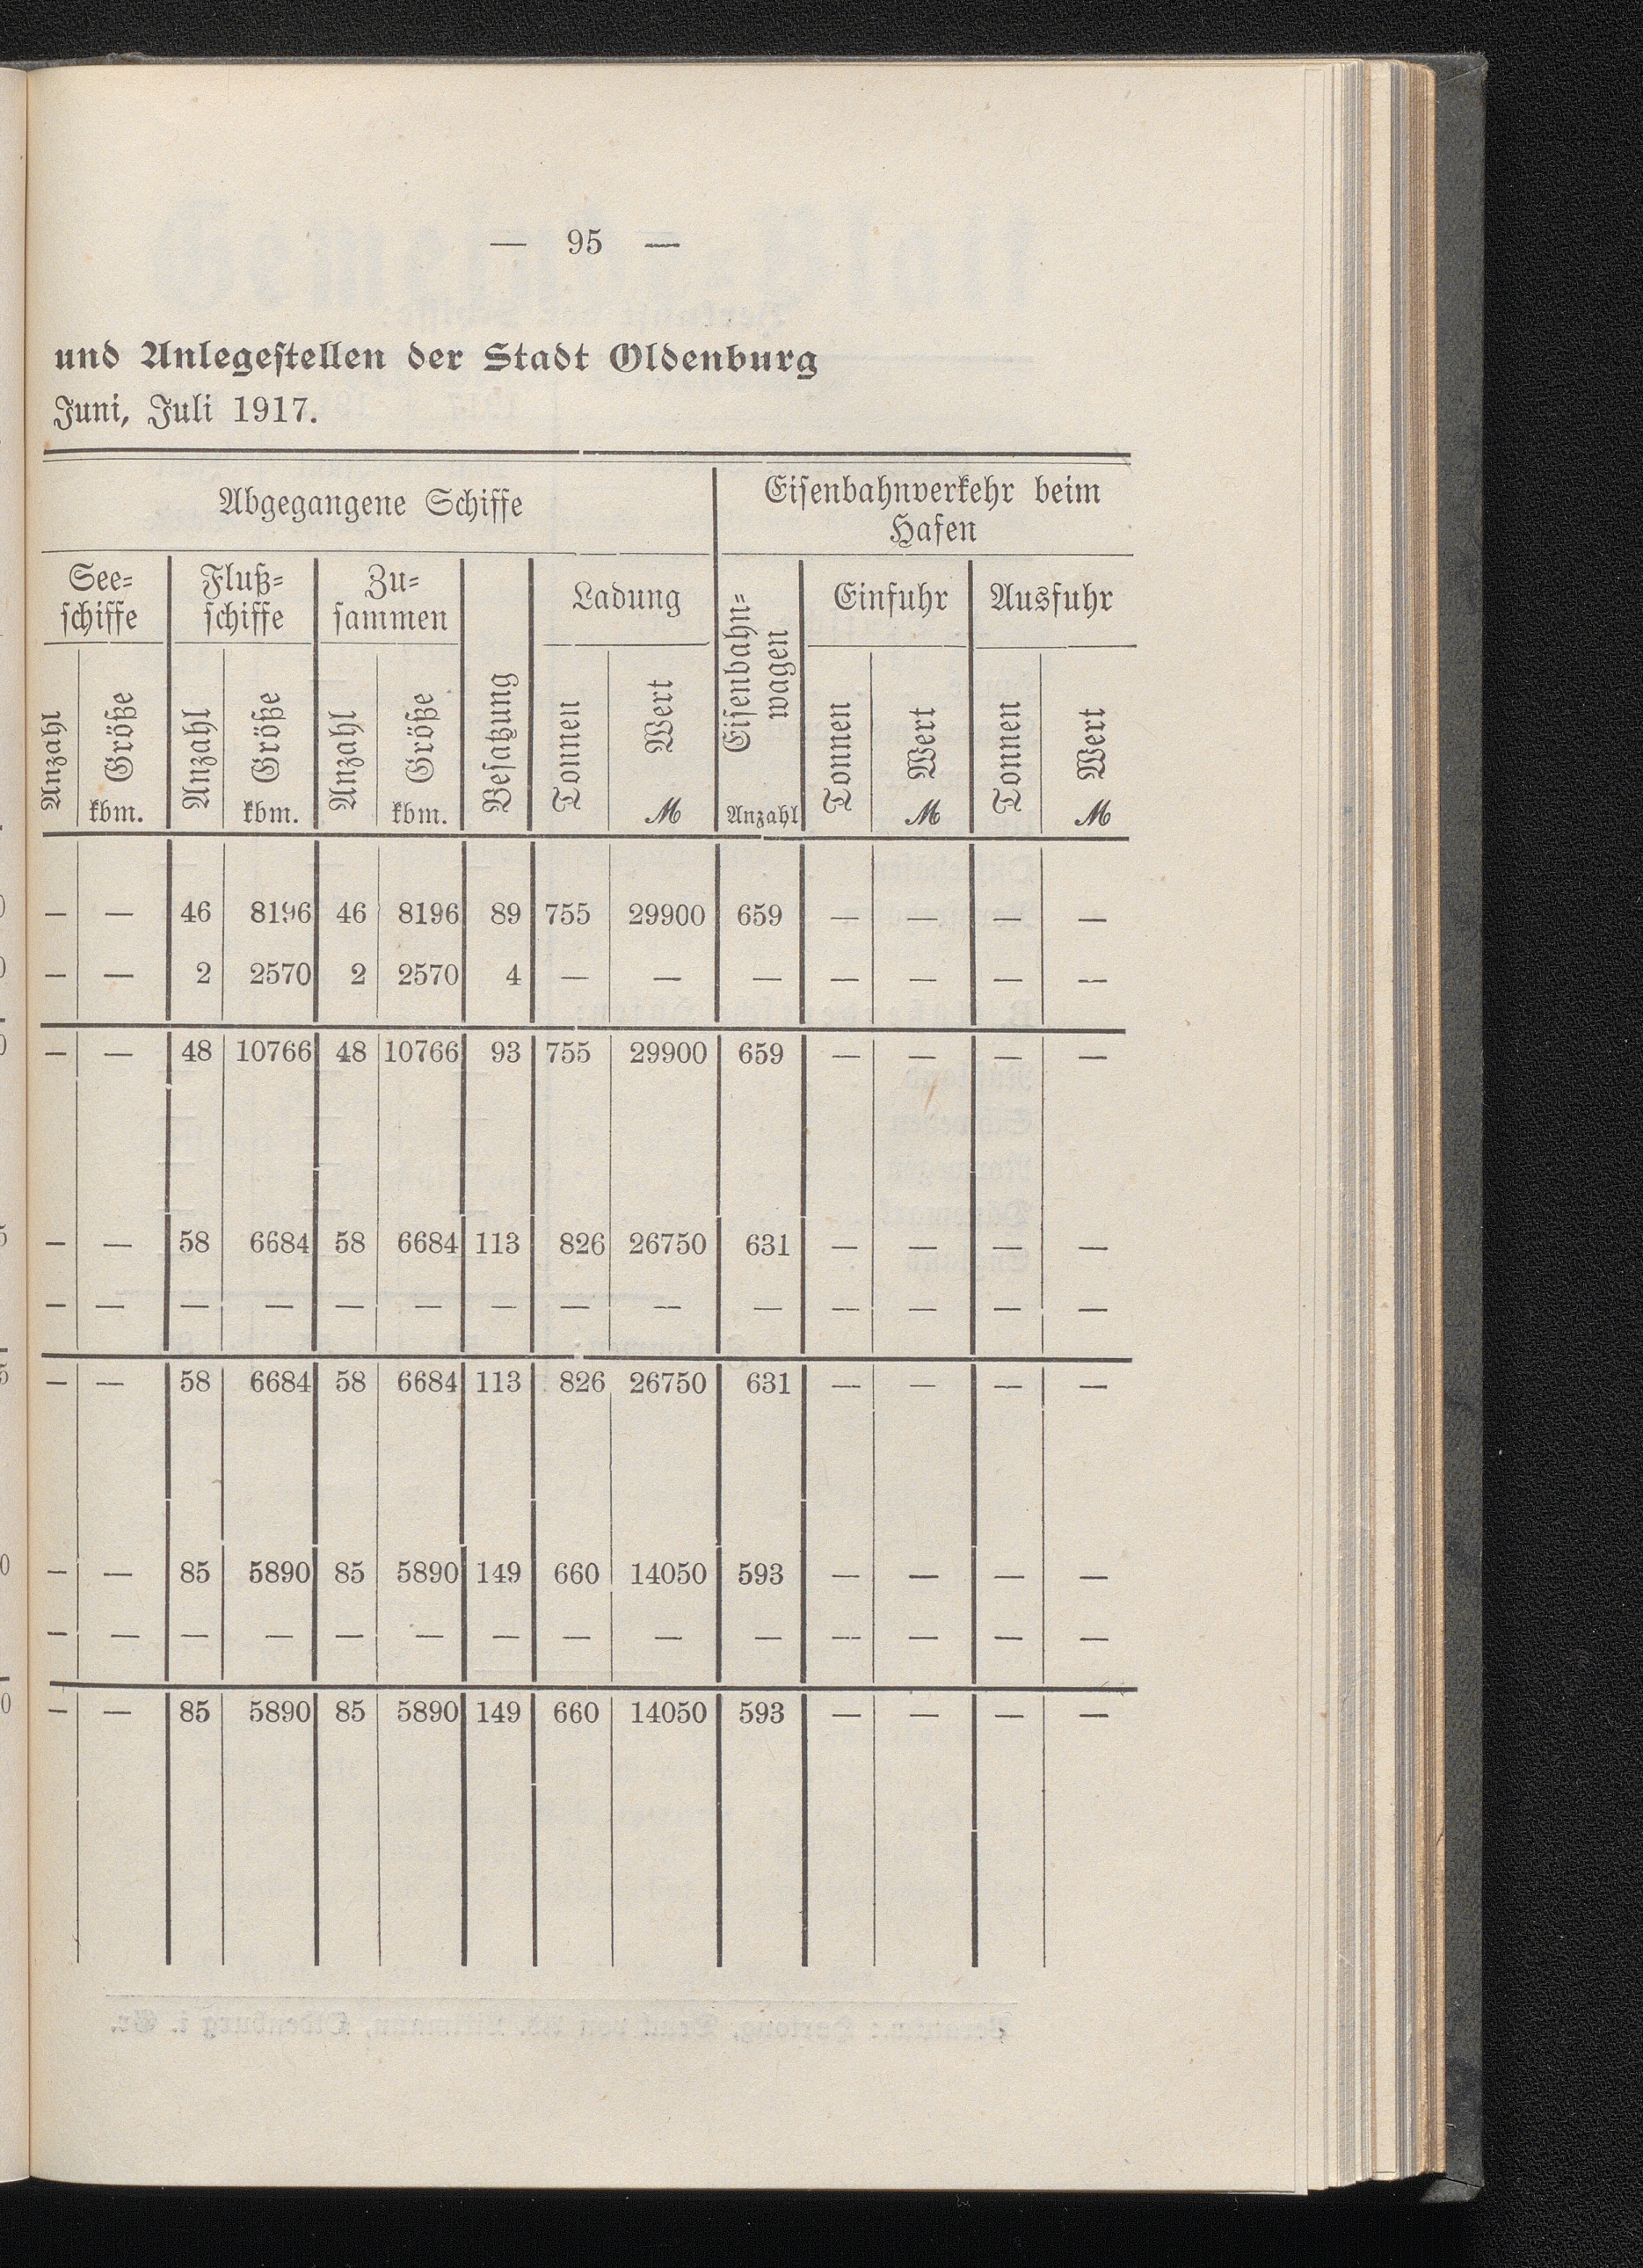 — 95 —
und Anlegestellen der Stadt Oldenburg
Juni, Juli 1917.
Abgegangene Schiffe
Eisenbahnverkehr beim
Hafen
See=
schiffe
Fluß=
schiffe
Zu=
sammen
Besatzung
Ladung
Eisenbahn=
wagen
Einfuhr
Ausfuhr
Anzahl Größe Anzahl Größe Anzahl Größe Tonnen Wert Tonnen Wert Tonnen Wert
kbm. kbm. kbm. ℳ Anzahl ℳ ℳ
— — 46 8196 46 8196 89 755 29900 659 — — — —
— — 2 2570 2 2570 4 — — — — — — —
— — 48 10766 48 10766 93 755 29900 659 — — — —
— — 58 6684 58 6684 113 826 26750 631 — — — —
— — — — — — — — — — — — — —
— — 58 6684 58 6684 113 826 26750 631 — — — —
— — 85 5890 85 5890 149 660 14050 593 — — — —
— — — — — — — — — — — — — —
— — 85 5890 85 5890 149 660 14050 593 — — — —